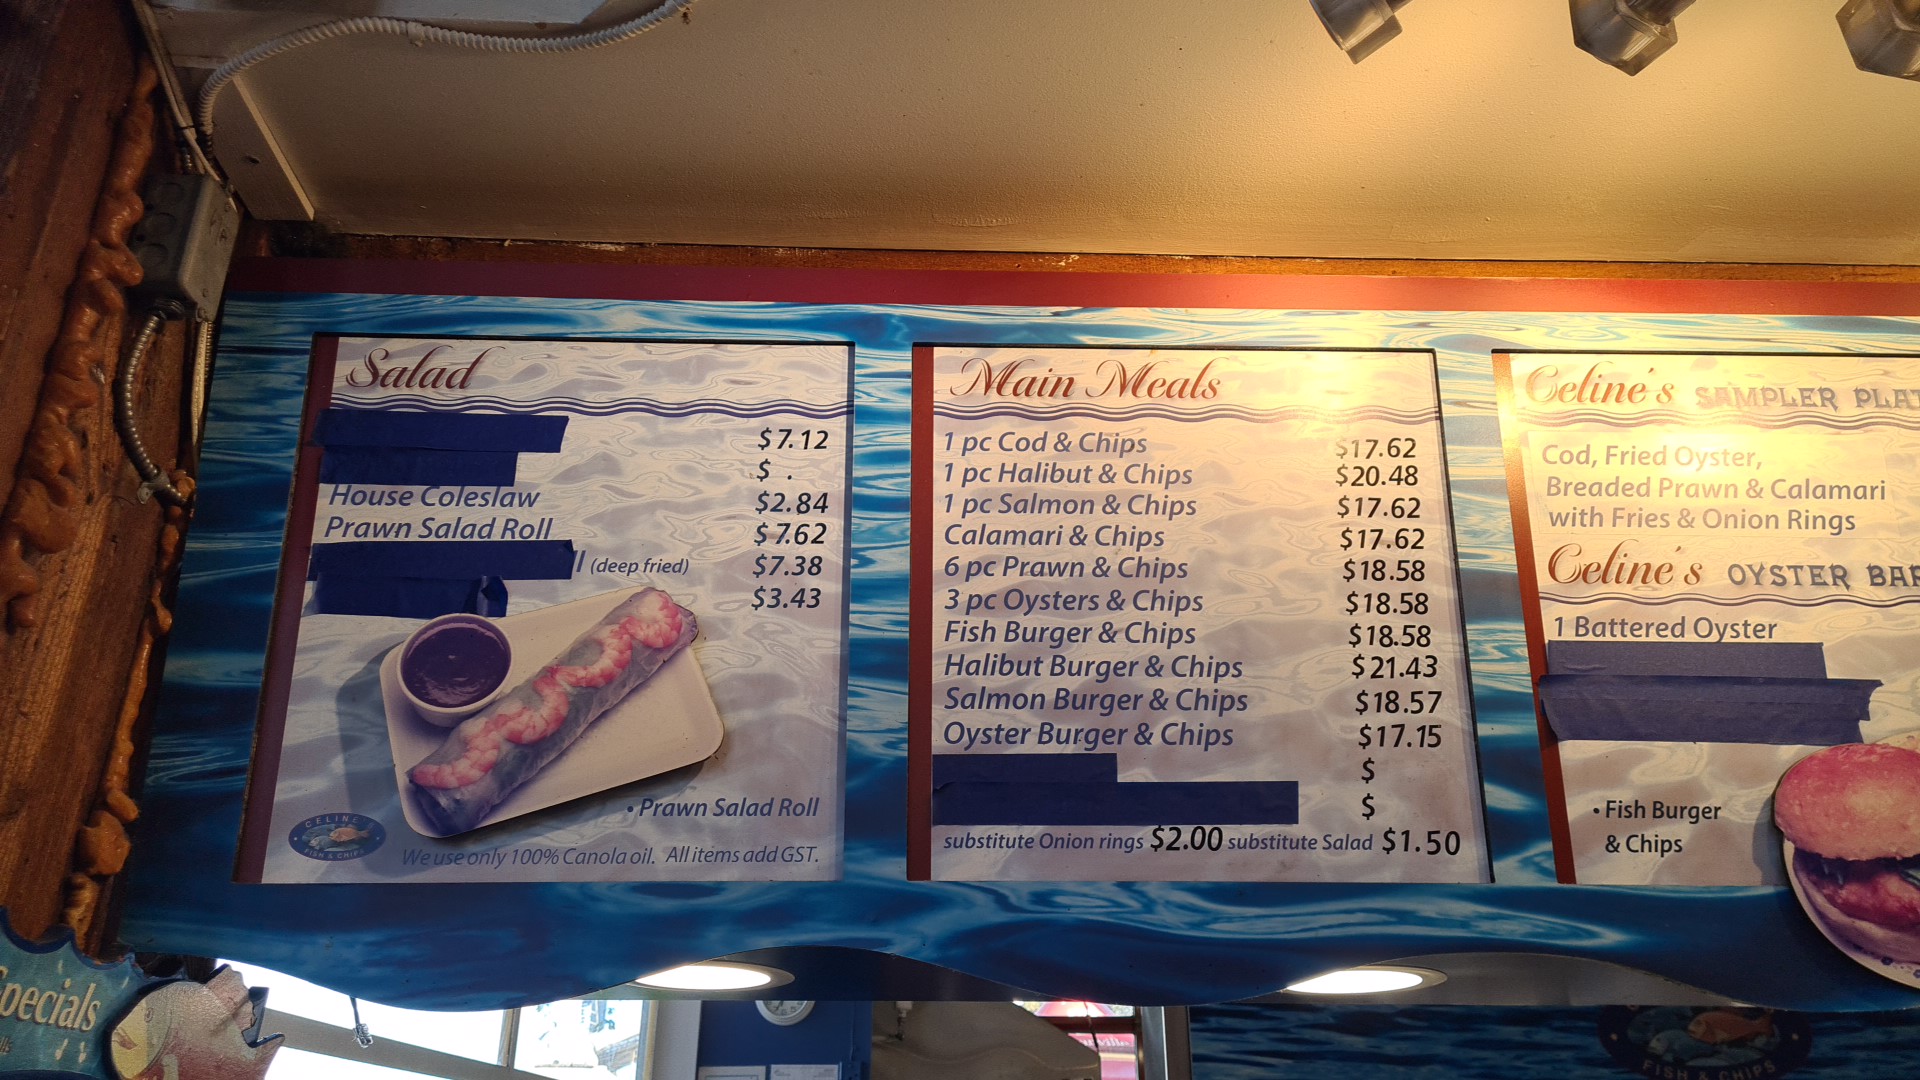 Salad
$7.12
$ .
House Coleslaw $2.84
Prawn Salad Roll $7.62
(deep fried) $7.38
$3.43
• Prawn Salad Roll
CELINE'S
FISH & CHIPS
We use only 100% Canola oil. All items add GST.
Main Meals
1 pc Cod & Chips $17.62
1 pc Halibut & Chips $20.48
1 pc Salmon & Chips $17.62
Calamari & Chips $17.62
6 pc Prawn & Chips $18.58
3 pc Oysters & Chips $18.58
Fish Burger & Chips $18.58
Halibut Burger & Chips $21.43
Salmon Burger & Chips $18.57
Oyster Burger & Chips $17.15
$
$
substitute Onion rings $2.00 substitute Salad $1.50
Celine's SAMPLER
Cod, Fried Oyster,
Breaded Prawn & Calamari
with Fries & Onion Rings
Celine's OYSTER
1 Battered Oyster
• Fish Burger
& Chips
Specials
FISH & CHIPS